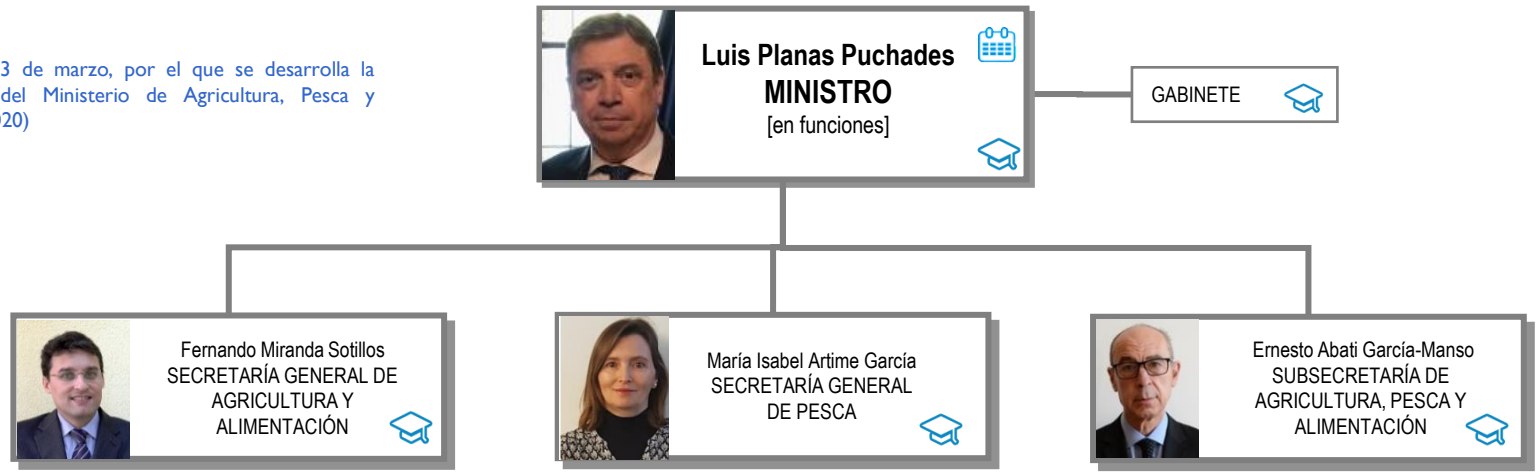 3 de marzo, por el que se desarrolla la
del Ministerio de Agricultura, Pesca y
20)
Luis Planas Puchades
MINISTRO
[en funciones]
GABINETE
Fernando Miranda Sotillos
SECRETARÍA GENERAL DE
AGRICULTURA Y
ALIMENTACIÓN
María Isabel Artime García
SECRETARÍA GENERAL
DE PESCA
Ernesto Abati García-Manso
SUBSECRETARÍA DE
AGRICULTURA, PESCA Y
ALIMENTACIÓN